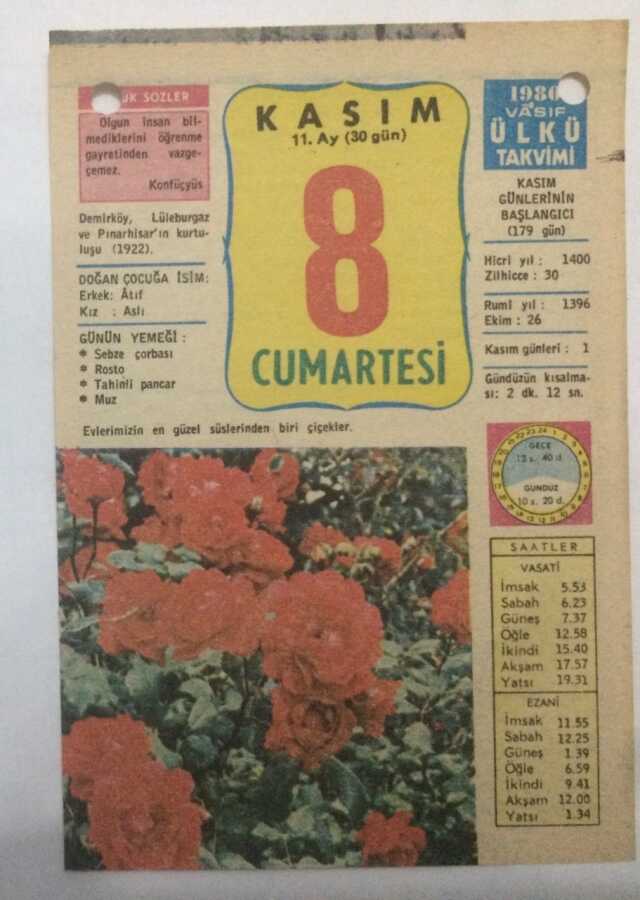 UK SÖZLER
Olgun insan bil-
mediklerini öğrenme
gayretinden vazge-
çemez.
Konfüçyüs
Demirköy, Lüleburgaz
ve Pınarhisar'ın kurtu-
luşu (1922).
DOĞAN ÇOCUĞA İSİM:
Erkek: Âtıf
Kız : Aslı
GÜNÜN YEMEĞİ :
* Sebze çorbası
* Rosto
* Tahinli pancar
* Muz
KASIM
11. Ay (30 gün)
8
CUMARTESİ
1980
VÂSIF
ÜLKÜ
TAKVİMİ
KASIM
GÜNLERİNİN
BAŞLANGICI
(179 gün)
Hicrî yıl : 1400
Zilhicce : 30
Rumî yıl : 1396
Ekim : 26
Kasım günleri : 1
Gündüzün kısalma-
sı: 2 dk. 12 sn.
Evlerimizin en güzel süslerinden biri çiçekler.
GECE
13 s. 40 d.
GÜNDÜZ
10 s. 20 d.
SAATLER
VASATİ
İmsak 5.53
Sabah 6.23
Güneş 7.37
Öğle 12.58
İkindi 15.40
Akşam 17.57
Yatsı 19.31
EZANİ
İmsak 11.55
Sabah 12.25
Güneş 1.39
Öğle 6.59
İkindi 9.41
Akşam 12.00
Yatsı 1.34